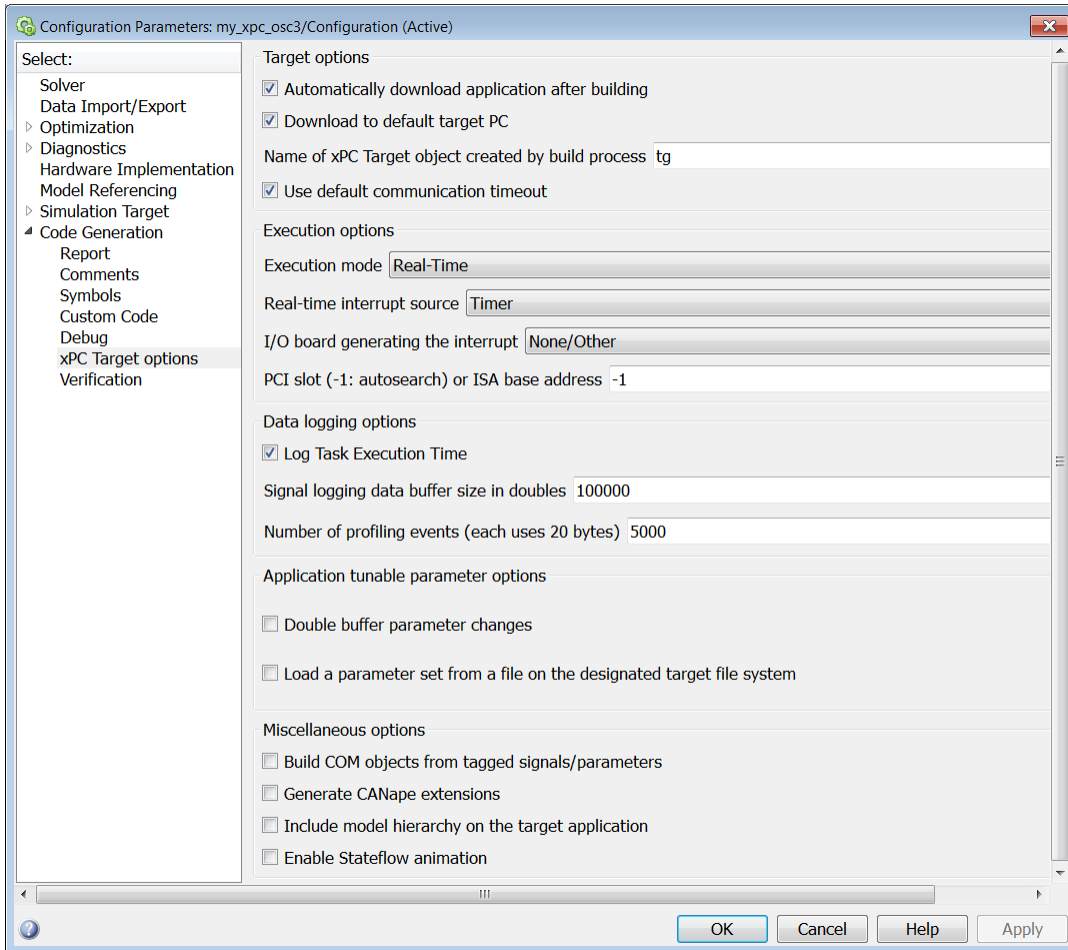 Configuration Parameters: my_xpc_osc3/Configuration (Active)
Select:
Solver
Data Import/Export
Optimization
Diagnostics
Hardware Implementation
Model Referencing
Simulation Target
Code Generation
Report
Comments
Symbols
Custom Code
Debug
xPC Target options
Verification
Target options
Automatically download application after building
Download to default target PC
Name of xPC Target object created by build process tg
Use default communication timeout
Execution options
Execution mode Real-Time
Real-time interrupt source Timer
I/O board generating the interrupt None/Other
PCI slot (-1: autosearch) or ISA base address -1
Data logging options
Log Task Execution Time
Signal logging data buffer size in doubles 100000
Number of profiling events (each uses 20 bytes) 5000
Application tunable parameter options
Double buffer parameter changes
Load a parameter set from a file on the designated target file system
Miscellaneous options
Build COM objects from tagged signals/parameters
Generate CANape extensions
Include model hierarchy on the target application
Enable Stateflow animation
OK Cancel Help Apply